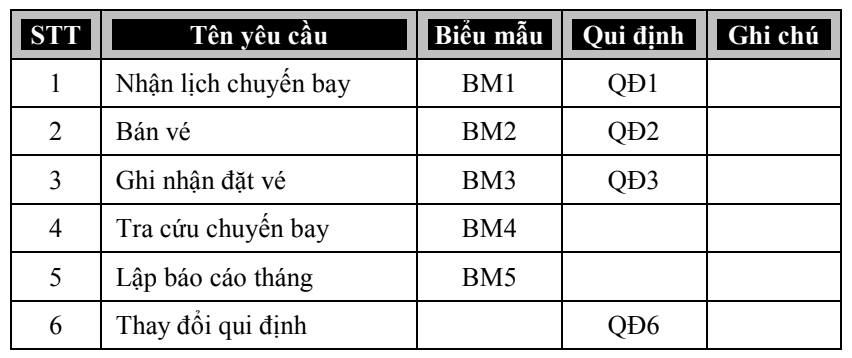 STT Tên yêu cầu Biểu mẫu Qui định Ghi chú
1 Nhận lịch chuyến bay BM1 QĐ1
2 Bán vé BM2 QĐ2
3 Ghi nhận đặt vé BM3 QĐ3
4 Tra cứu chuyến bay BM4
5 Lập báo cáo tháng BM5
6 Thay đổi qui định QĐ6